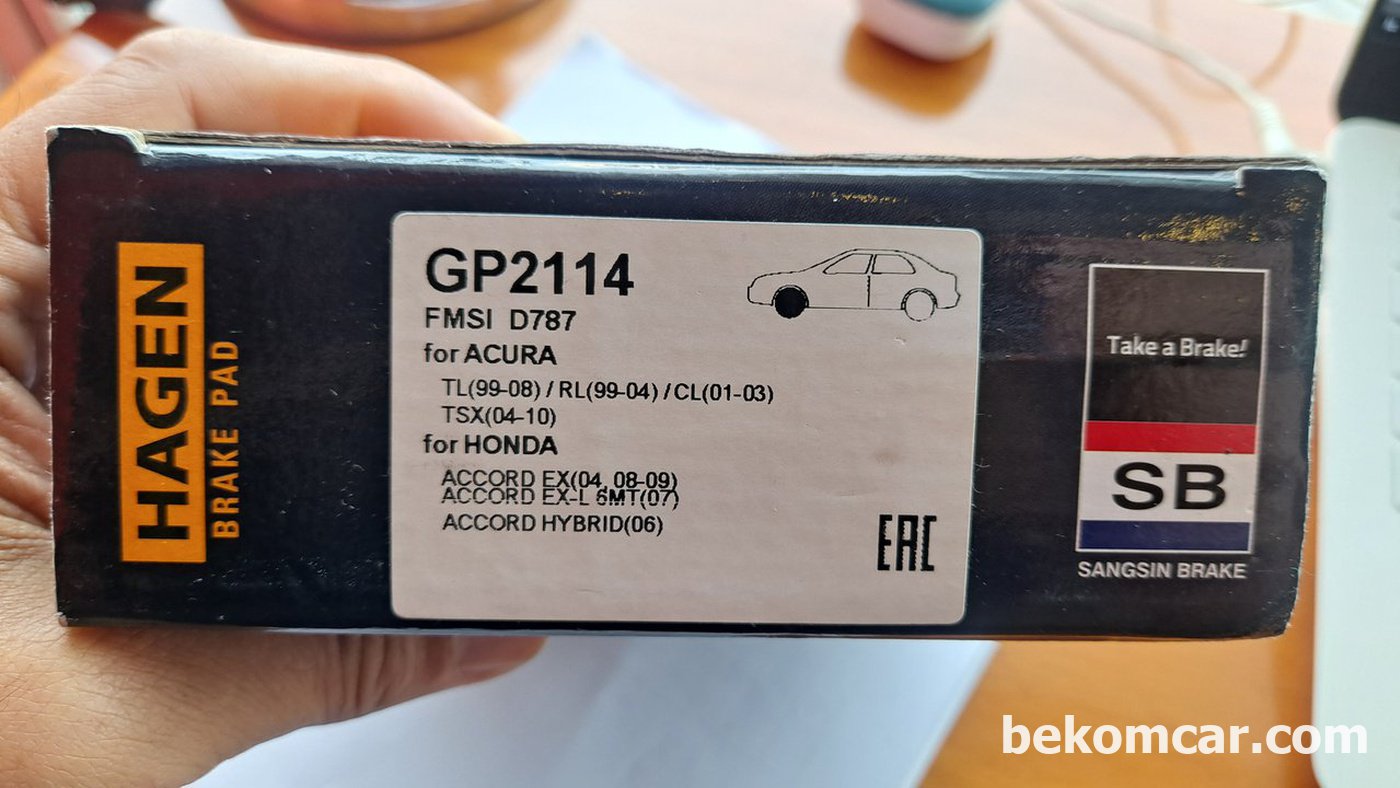 HAGEN
BRAKE PAD
GP2114
FMSI D787
for ACURA
TL(99-08) / RL(99-04) / CL(01-03)
TSX(04-10)
for HONDA
ACCORD EX(04, 08-09)
ACCORD EX-L 6MT(07)
ACCORD HYBRID(06)
EAC
Take a Brake!
SB
SANGSIN BRAKE
bekomcar.com